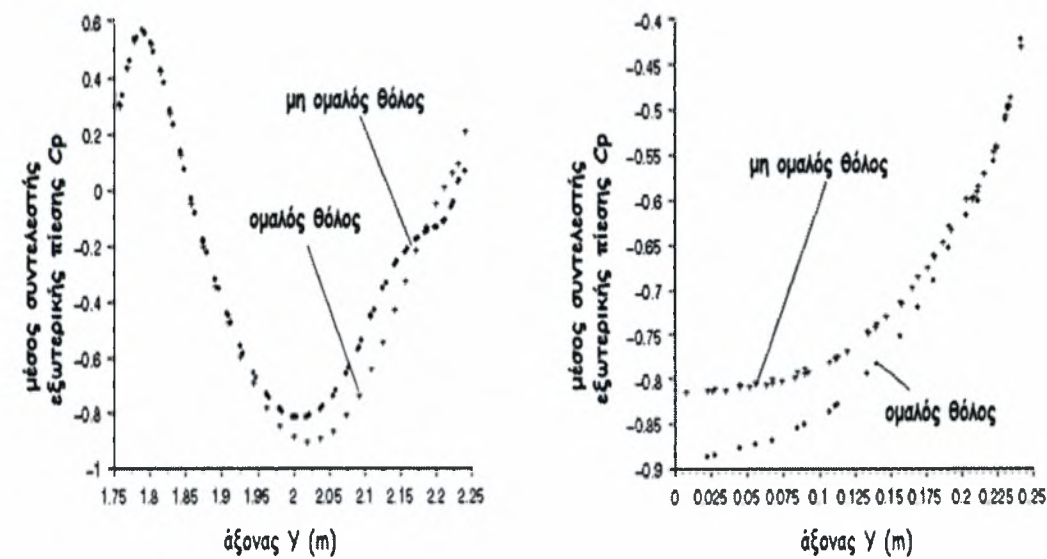 0.6
0.4
0.2
0
-0.2
-0.4
-0.6
-0.8
-1
μέσος συντελεστής
εξωτερικής πίεσης Cp
μη ομαλός θόλος
ομαλός θόλος
1.75 1.8 1.85 1.9 1.95 2 2.05 2.1 2.15 2.2 2.25
άξονας Y (m)
-0.4
-0.45
-0.5
-0.55
-0.6
-0.65
-0.7
-0.75
-0.8
-0.85
-0.9
μέσος συντελεστής
εξωτερικής πίεσης Cp
μη ομαλός θόλος
ομαλός θόλος
0 0.025 0.05 0.075 0.1 0.125 0.15 0.175 0.2 0.225 0.25
άξονας Y (m)